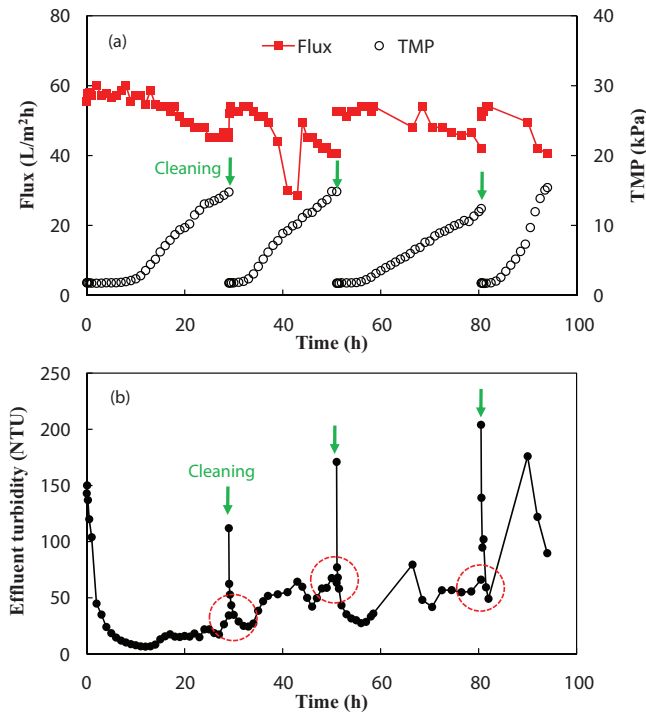 (a)
Flux
TMP
Cleaning
80
60
40
20
0
Flux (L/m²h)
40
30
20
10
0
TMP (kPa)
0
20
40
60
80
100
Time (h)
(b)
Cleaning
250
200
150
100
50
0
Effluent turbidity (NTU)
0
20
40
60
80
100
Time (h)